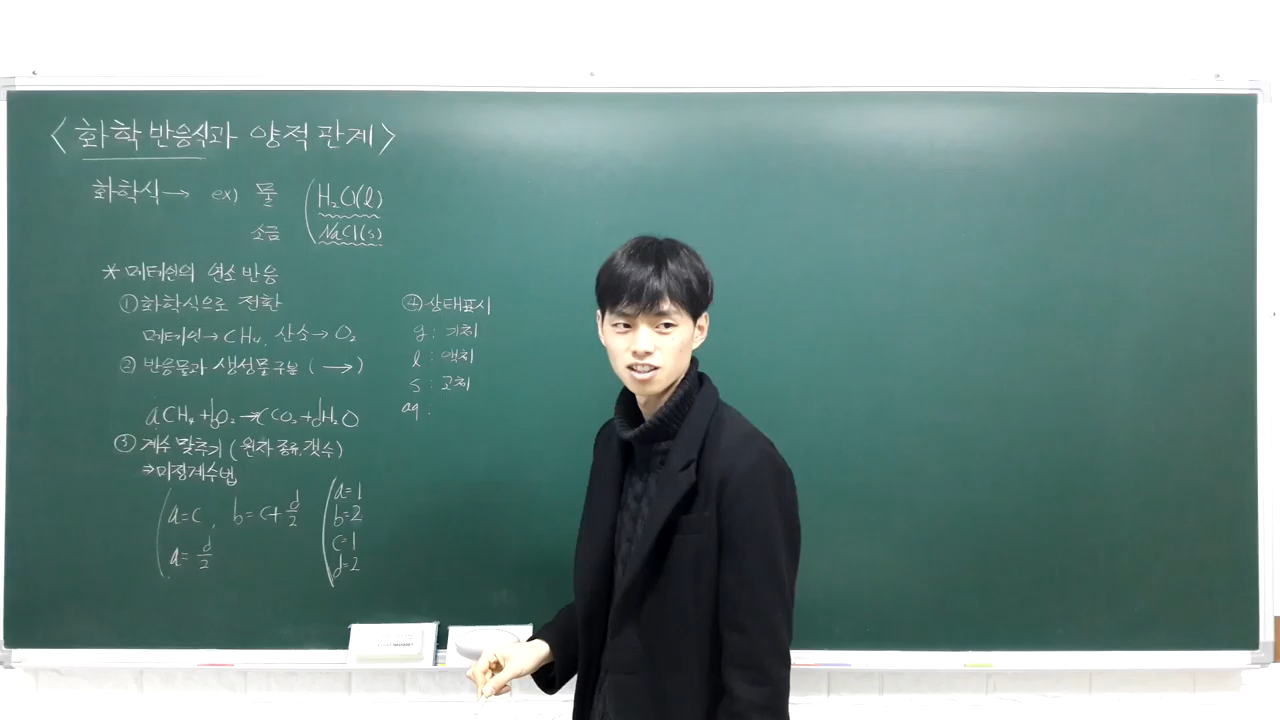 <화학 반응식과 양적 관계>
화학식→ ex) 물 H₂O(l)
소금 NaCl(s)
* 메테인의 연소 반응
① 화학식으로 전환
메테인→CH₄, 산소→O₂
② 반응물과 생성물 구분 (→)
aCH₄+bO₂→cCO₂+dH₂O
③ 계수 맞추기 (원자 종류, 갯수)
⇒미정계수법
a=c, b=c+d/2
a=d/2
a=1
b=2
c=1
d=2
④ 상태표시
g : 기체
l : 액체
s : 고체
aq :